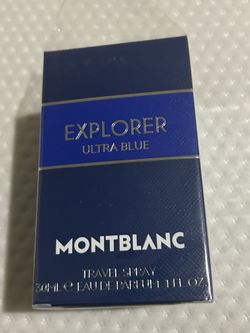 EXPLORER
ULTRA BLUE
MONTBLANC
TRAVEL SPRAY
30ML ℮ EAU DE PARFUM 1 FL.OZ.